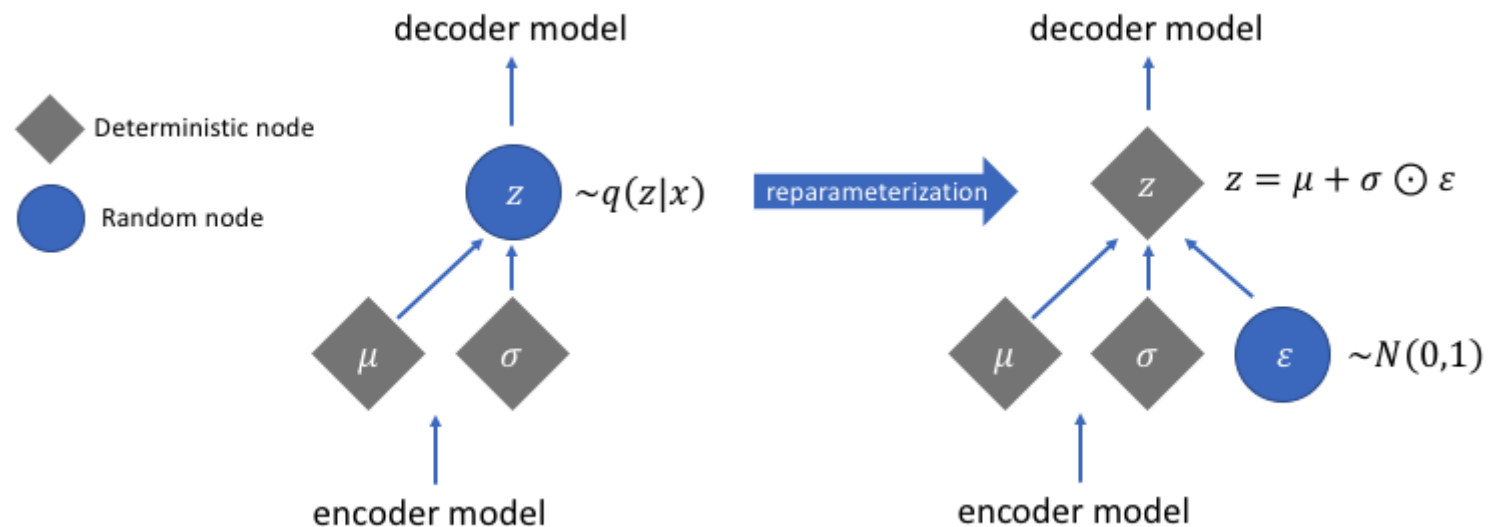 decoder model
decoder model
Deterministic node
Random node
z ~q(z|x)
reparameterization
z z = μ + σ ⊙ ε
μ σ
μ σ ε ~N(0,1)
encoder model
encoder model